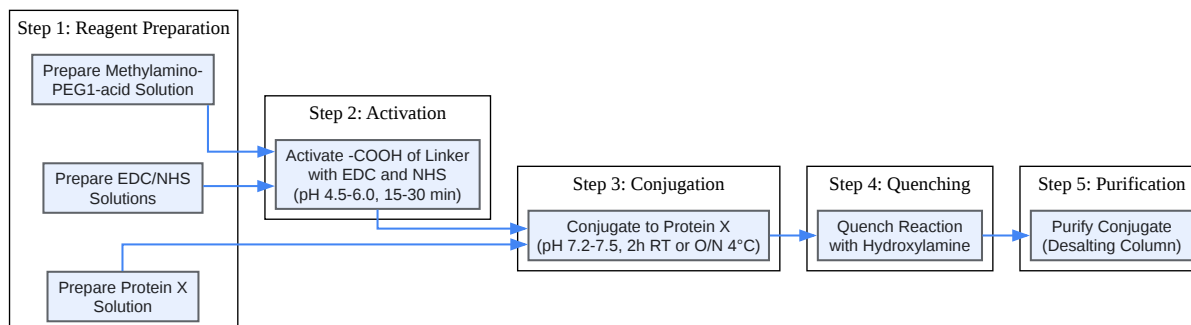 Step 1: Reagent Preparation
Prepare Methylamino-
PEG1-acid Solution
Prepare EDC/NHS
Solutions
Prepare Protein X
Solution
Step 2: Activation
Activate -COOH of Linker
with EDC and NHS
(pH 4.5-6.0, 15-30 min)
Step 3: Conjugation
Conjugate to Protein X
(pH 7.2-7.5, 2h RT or O/N 4°C)
Step 4: Quenching
Quench Reaction
with Hydroxylamine
Step 5: Purification
Purify Conjugate
(Desalting Column)